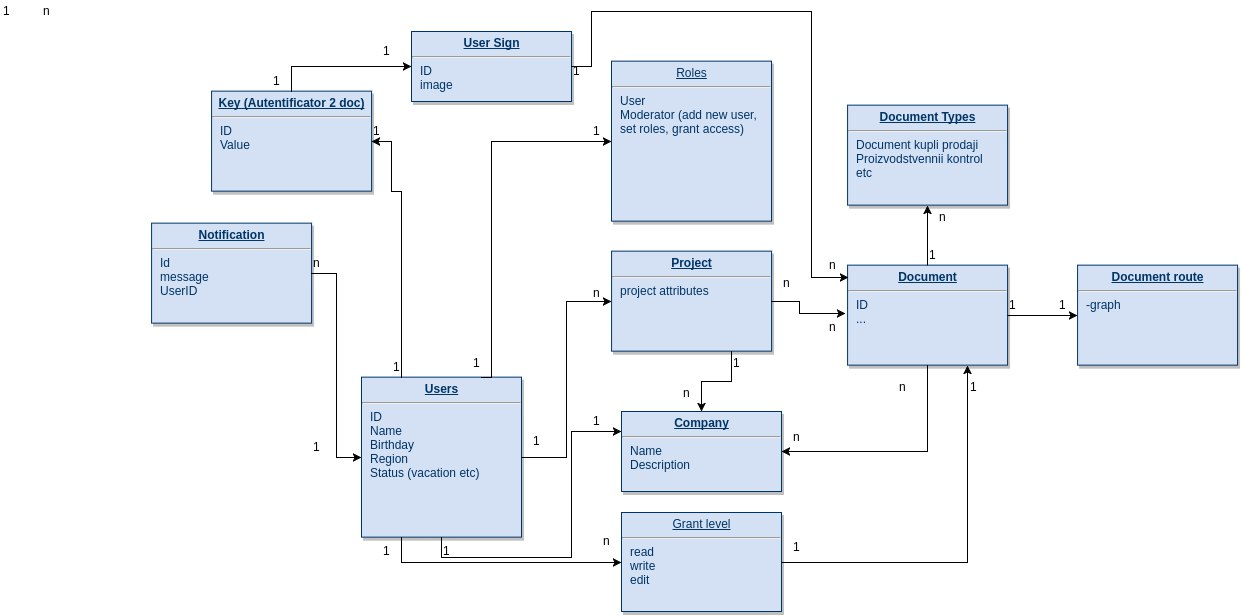 1 n
User Sign
ID
image
1
1
1
Key (Autentificator 2 doc)
ID
Value
1
Roles
User
Moderator (add new user,
set roles, grant access)
1
Document Types
Document kupli prodaji
Proizvodstvennii kontrol
etc
n
1
Notification
Id
message
UserID
n
1
Project
project attributes
n
n
n
n
1
Document
ID
...
1
1
Document route
-graph
Users
ID
Name
Birthday
Region
Status (vacation etc)
1
1
1
1
1
1
n
Company
Name
Description
n
n
n
1
Grant level
read
write
edit
1